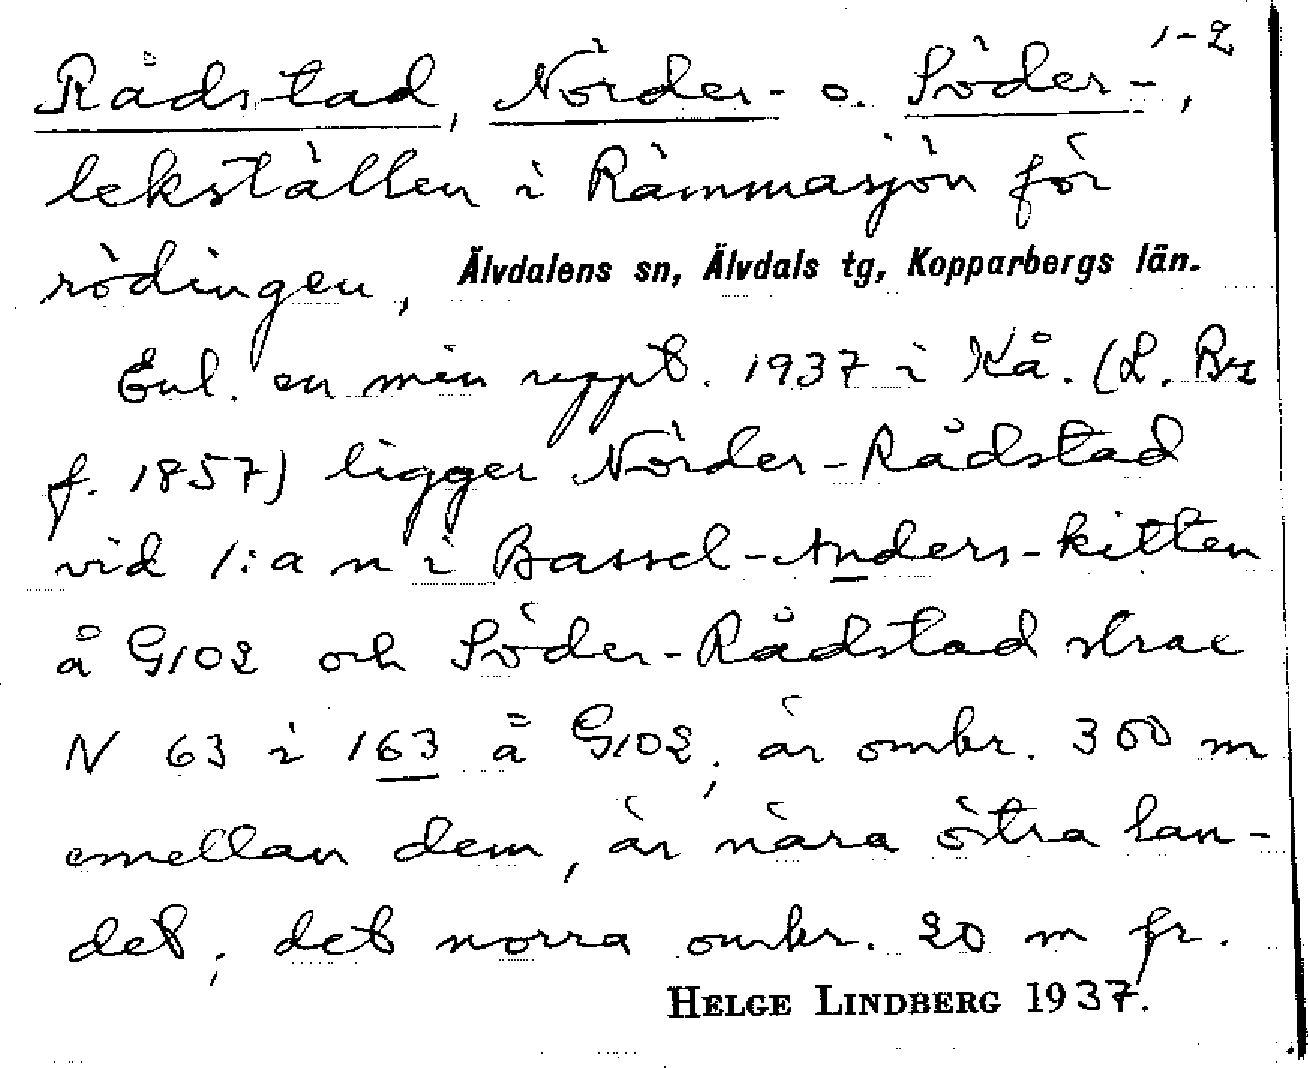 Rådstad, Nörder- o. Söder-, 1-2
lekställen i Rämmasjön för
rödingen, Älvdalens sn, Älvdals tg, Kopparbergs län.
Enl. en min uppt. 1937 i Kå. (L. Br
f. 1857) ligger Nörder-Rådstad
vid 1:a n i Bassel-Anders-kitten
å G102 och Söder-Rådstad strax
N 63 i 163 å G102; är ombr. 300 m
emellan dem, är nära östra lan-
det; det norra ombr. 20 m fr.
HELGE LINDBERG 1937.